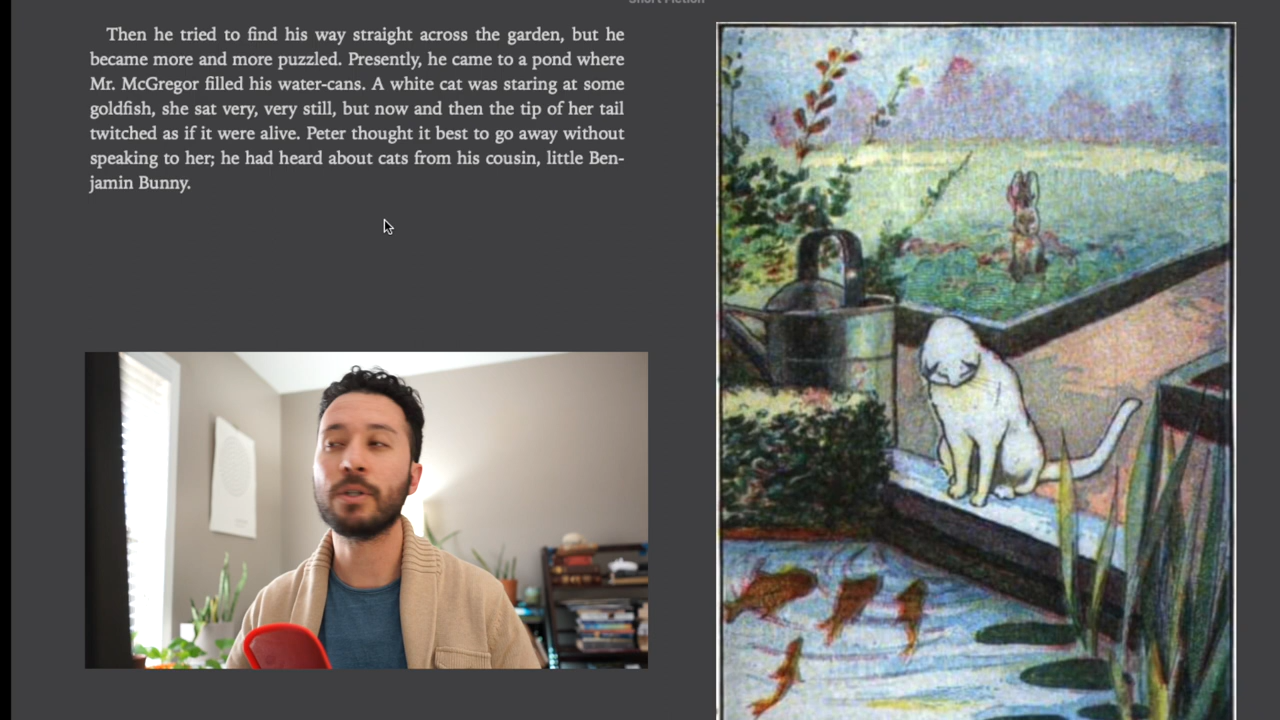 Short Fiction
Then he tried to find his way straight across the garden, but he
became more and more puzzled. Presently, he came to a pond where
Mr. McGregor filled his water-cans. A white cat was staring at some
goldfish, she sat very, very still, but now and then the tip of her tail
twitched as if it were alive. Peter thought it best to go away without
speaking to her; he had heard about cats from his cousin, little Ben-
jamin Bunny.